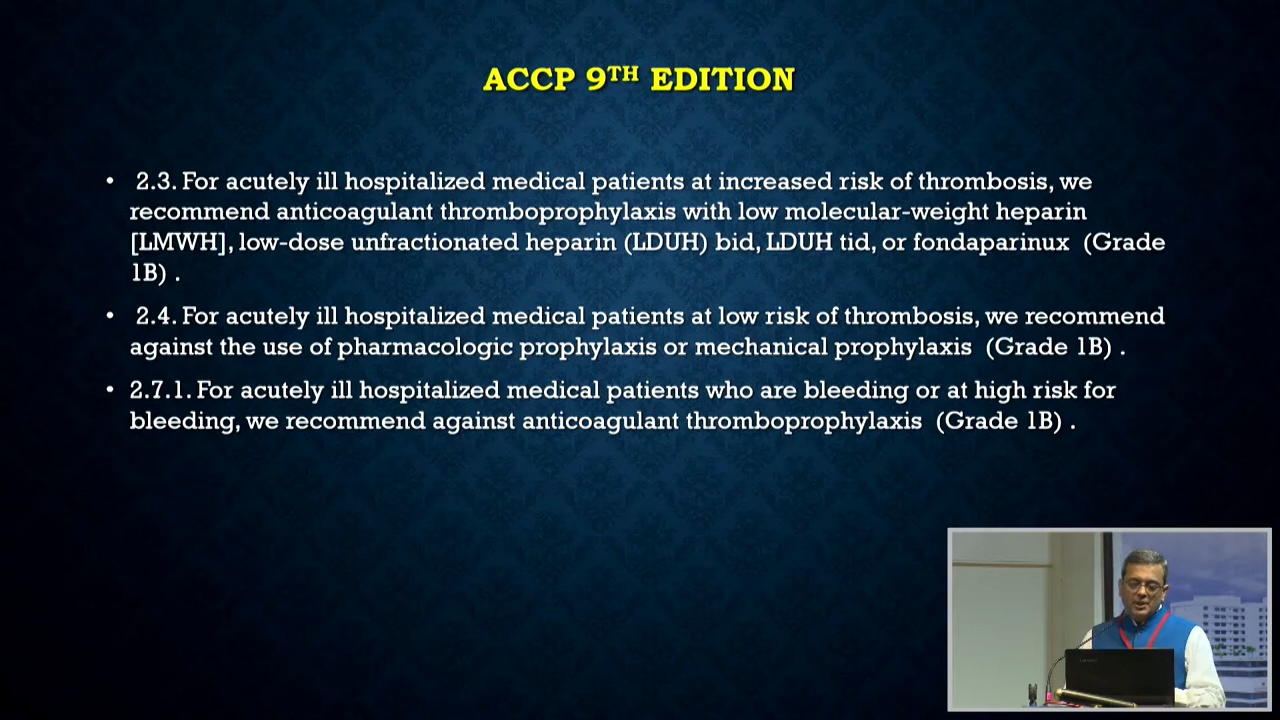 ACCP 9TH EDITION
• 2.3. For acutely ill hospitalized medical patients at increased risk of thrombosis, we
recommend anticoagulant thromboprophylaxis with low molecular-weight heparin
[LMWH], low-dose unfractionated heparin (LDUH) bid, LDUH tid, or fondaparinux (Grade
1B) .
• 2.4. For acutely ill hospitalized medical patients at low risk of thrombosis, we recommend
against the use of pharmacologic prophylaxis or mechanical prophylaxis (Grade 1B) .
• 2.7.1. For acutely ill hospitalized medical patients who are bleeding or at high risk for
bleeding, we recommend against anticoagulant thromboprophylaxis (Grade 1B) .